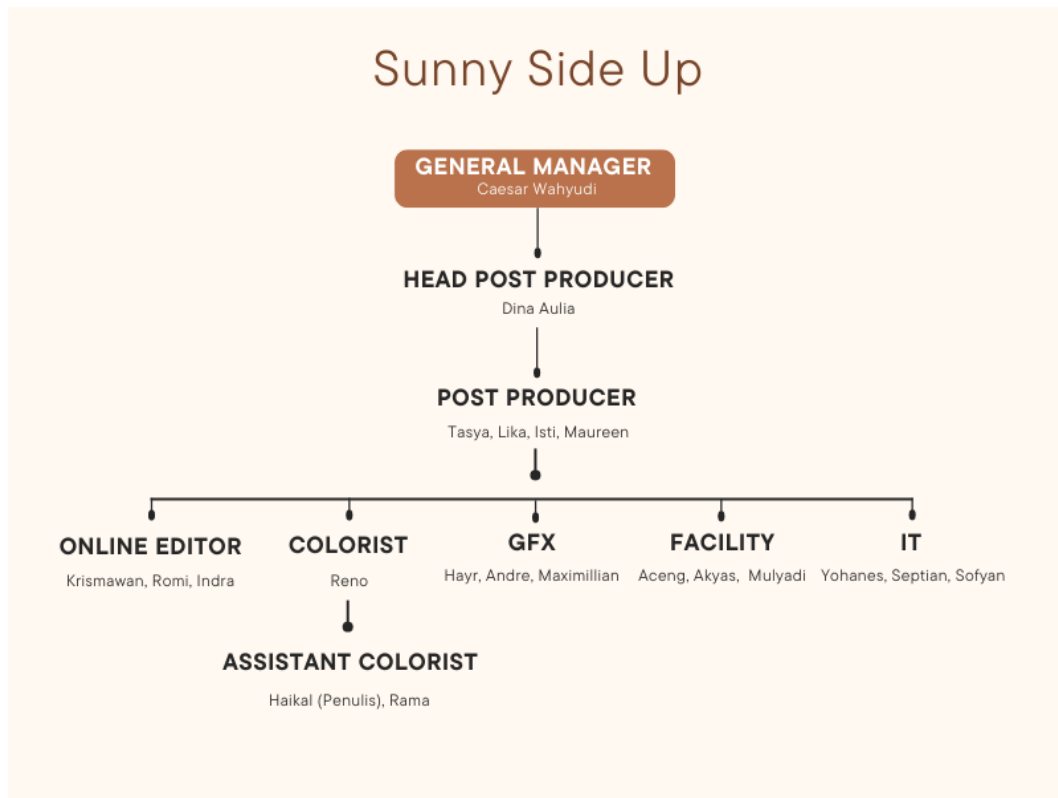 Sunny Side Up
GENERAL MANAGER
Caesar Wahyudi
HEAD POST PRODUCER
Dina Aulia
POST PRODUCER
Tasya, Lika, Isti, Maureen
ONLINE EDITOR
Krismawan, Romi, Indra
COLORIST
Reno
GFX
Hayr, Andre, Maximillian
FACILITY
Aceng, Akyas, Mulyadi
IT
Yohanes, Septian, Sofyan
ASSISTANT COLORIST
Haikal (Penulis), Rama